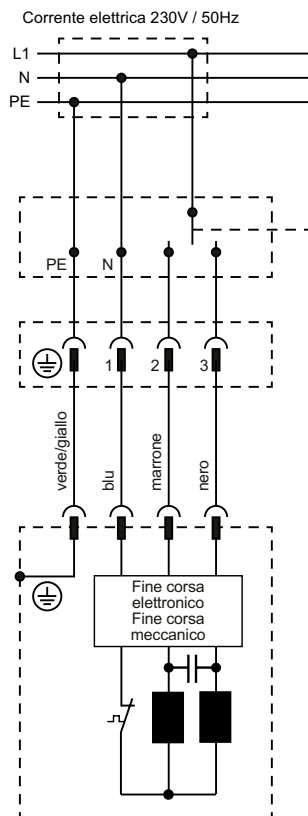 Corrente elettrica 230V / 50Hz
L1
N
PE
PE N
1 2 3
verde/giallo
blu
marrone
nero
Fine corsa
elettronico
Fine corsa
meccanico